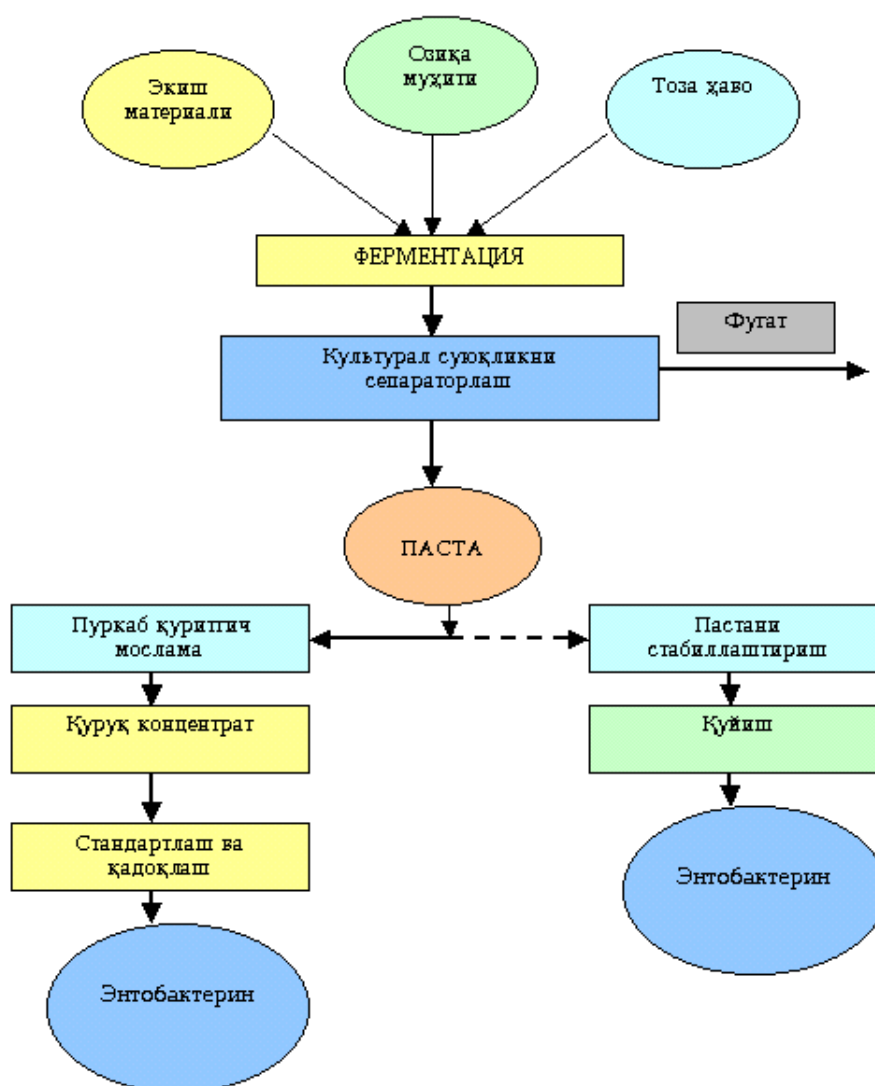 Экиш
материали
Озиқа
муҳити
Тоза ҳаво
ФЕРМЕНТАЦИЯ
Фугат
Культурал суюқликни
сепараторлаш
ПАСТА
Пуркаб қуритгич
мослама
Пастани
стабиллаштириш
Қуруқ концентрат
Қуйиш
Стандартлаш ва
қадоқлаш
Энтобактерин
Энтобактерин